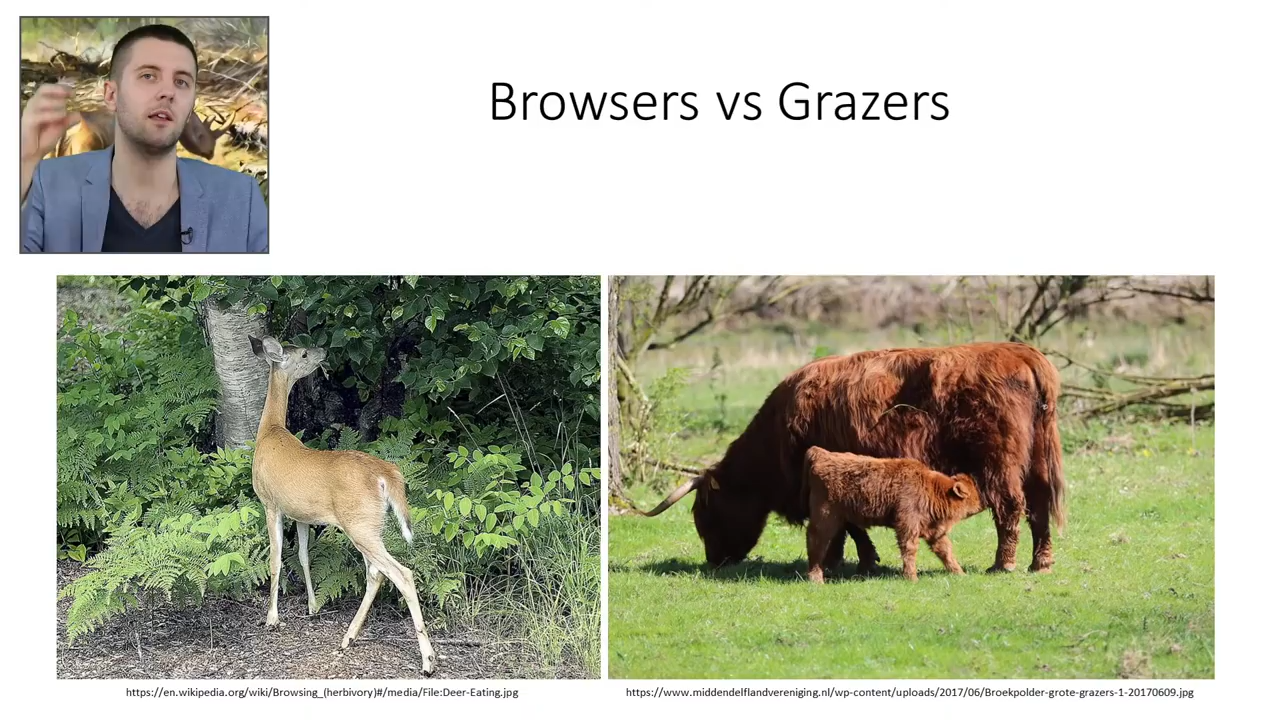 Browsers vs Grazers
https://en.wikipedia.org/wiki/Browsing_(herbivory)#/media/File:Deer-Eating.jpg
https://www.middendelflandvereniging.nl/wp-content/uploads/2017/06/Broekpolder-grote-grazers-1-20170609.jpg